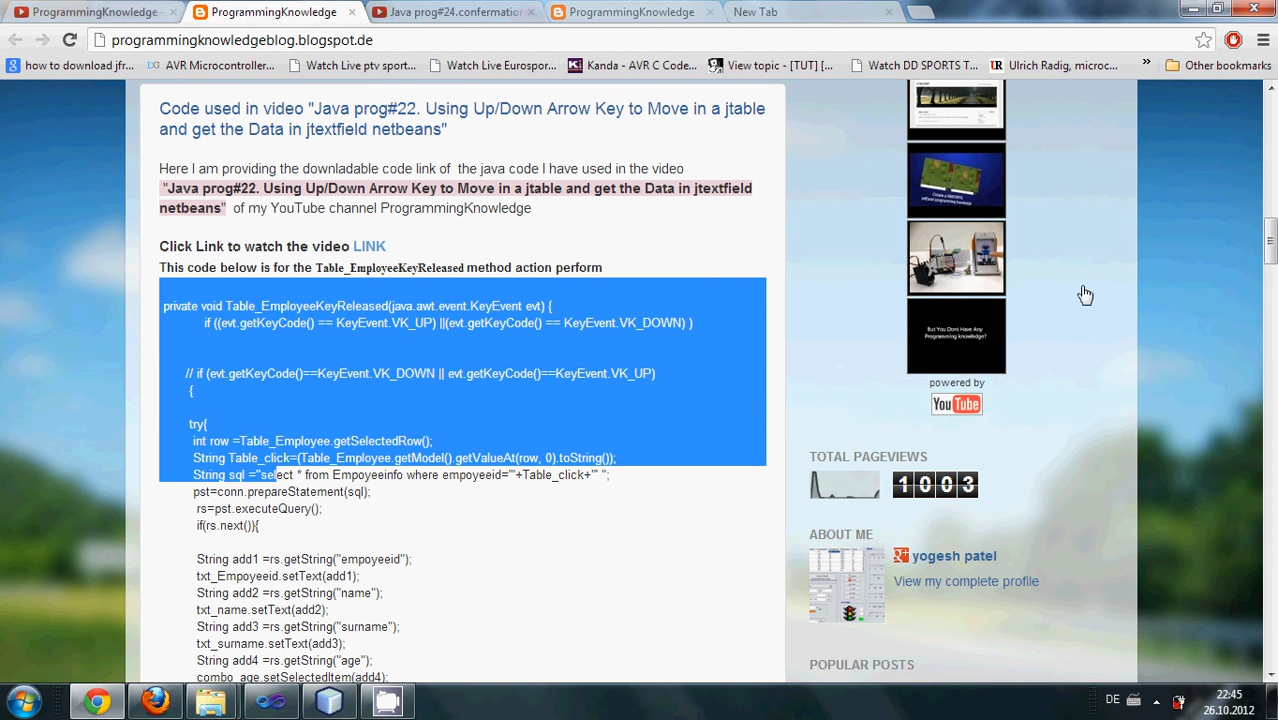 ProgrammingKnowledge -
ProgrammingKnowledge
Java prog#24.confermation
ProgrammingKnowledge
New Tab
programmingknowledgeblog.blogspot.de
how to download jfr...
AVR Microcontroller...
Watch Live ptv sport...
Watch Live Eurospor...
Kanda - AVR C Code...
View topic - [TUT] [...
Watch DD SPORTS T...
Ulrich Radig, microc...
»
Other bookmarks
Code used in video "Java prog#22. Using Up/Down Arrow Key to Move in a jtable
and get the Data in jtextfield netbeans"
Here I am providing the downladable code link of the java code I have used in the video
"Java prog#22. Using Up/Down Arrow Key to Move in a jtable and get the Data in jtextfield
netbeans" of my YouTube channel ProgrammingKnowledge
Click Link to watch the video LINK
This code below is for the Table_EmployeeKeyReleased method action perform
private void Table_EmployeeKeyReleased(java.awt.event.KeyEvent evt) {
if ((evt.getKeyCode() == KeyEvent.VK_UP) ||(evt.getKeyCode() == KeyEvent.VK_DOWN) )
// if (evt.getKeyCode()==KeyEvent.VK_DOWN || evt.getKeyCode()==KeyEvent.VK_UP)
{
try{
int row =Table_Employee.getSelectedRow();
String Table_click=(Table_Employee.getModel().getValueAt(row, 0).toString());
String sql ="select * from Empoyeeinfo where empoyeeid='"+Table_click+"' ";
pst=conn.prepareStatement(sql);
rs=pst.executeQuery();
if(rs.next()){
String add1 =rs.getString("empoyeeid");
txt_Empoyeeid.setText(add1);
String add2 =rs.getString("name");
txt_name.setText(add2);
String add3 =rs.getString("surname");
txt_surname.setText(add3);
String add4 =rs.getString("age");
combo_age.setSelectedItem(add4);
But You Dont Have Any
Programming knowledge?
powered by
YouTube
TOTAL PAGEVIEWS
1003
ABOUT ME
yogesh patel
View my complete profile
POPULAR POSTS
DE
22:45
26.10.2012